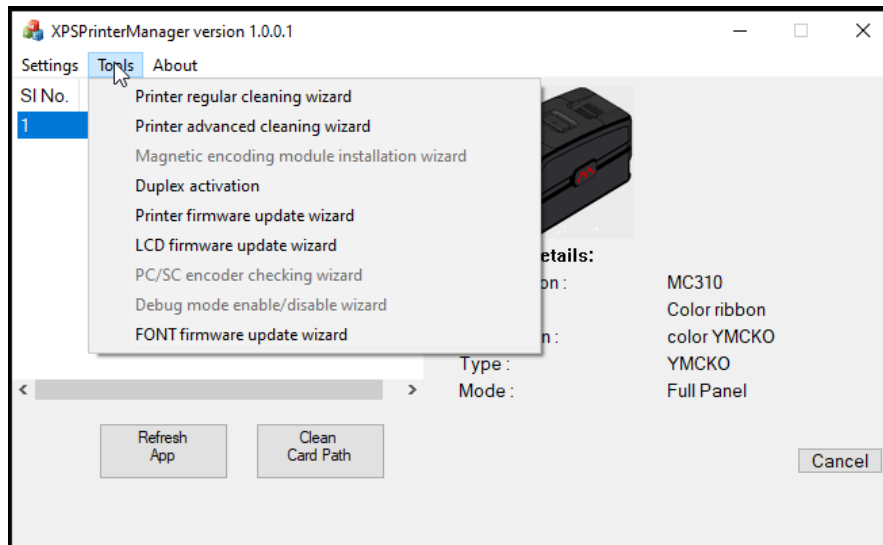 XPSPrinterManager version 1.0.0.1
Settings Tools About
SI No.
1
Printer regular cleaning wizard
Printer advanced cleaning wizard
Magnetic encoding module installation wizard
Duplex activation
Printer firmware update wizard
LCD firmware update wizard
PC/SC encoder checking wizard
Debug mode enable/disable wizard
FONT firmware update wizard
etails:
on : MC310
Color ribbon
n : color YMCKO
Type : YMCKO
Mode : Full Panel
Refresh App
Clean Card Path
Cancel